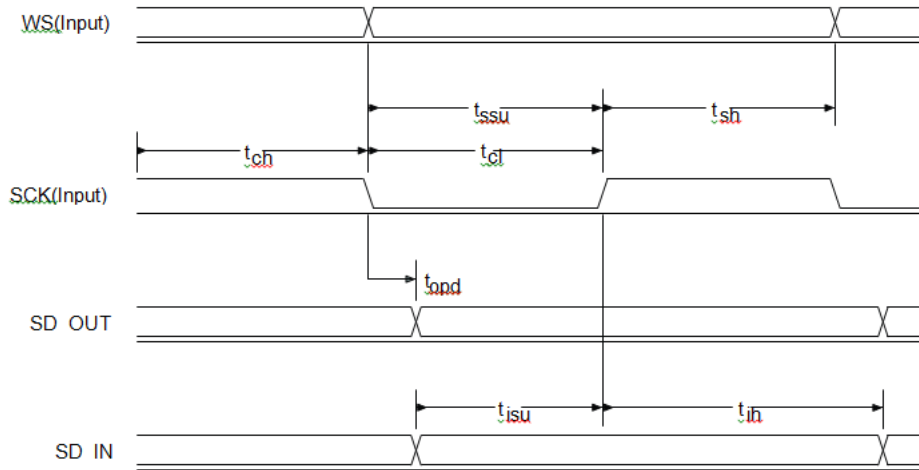 WS(Input)
tssu
tsh
tch
tcl
SCK(Input)
topd
SD OUT
tisu
tih
SD IN